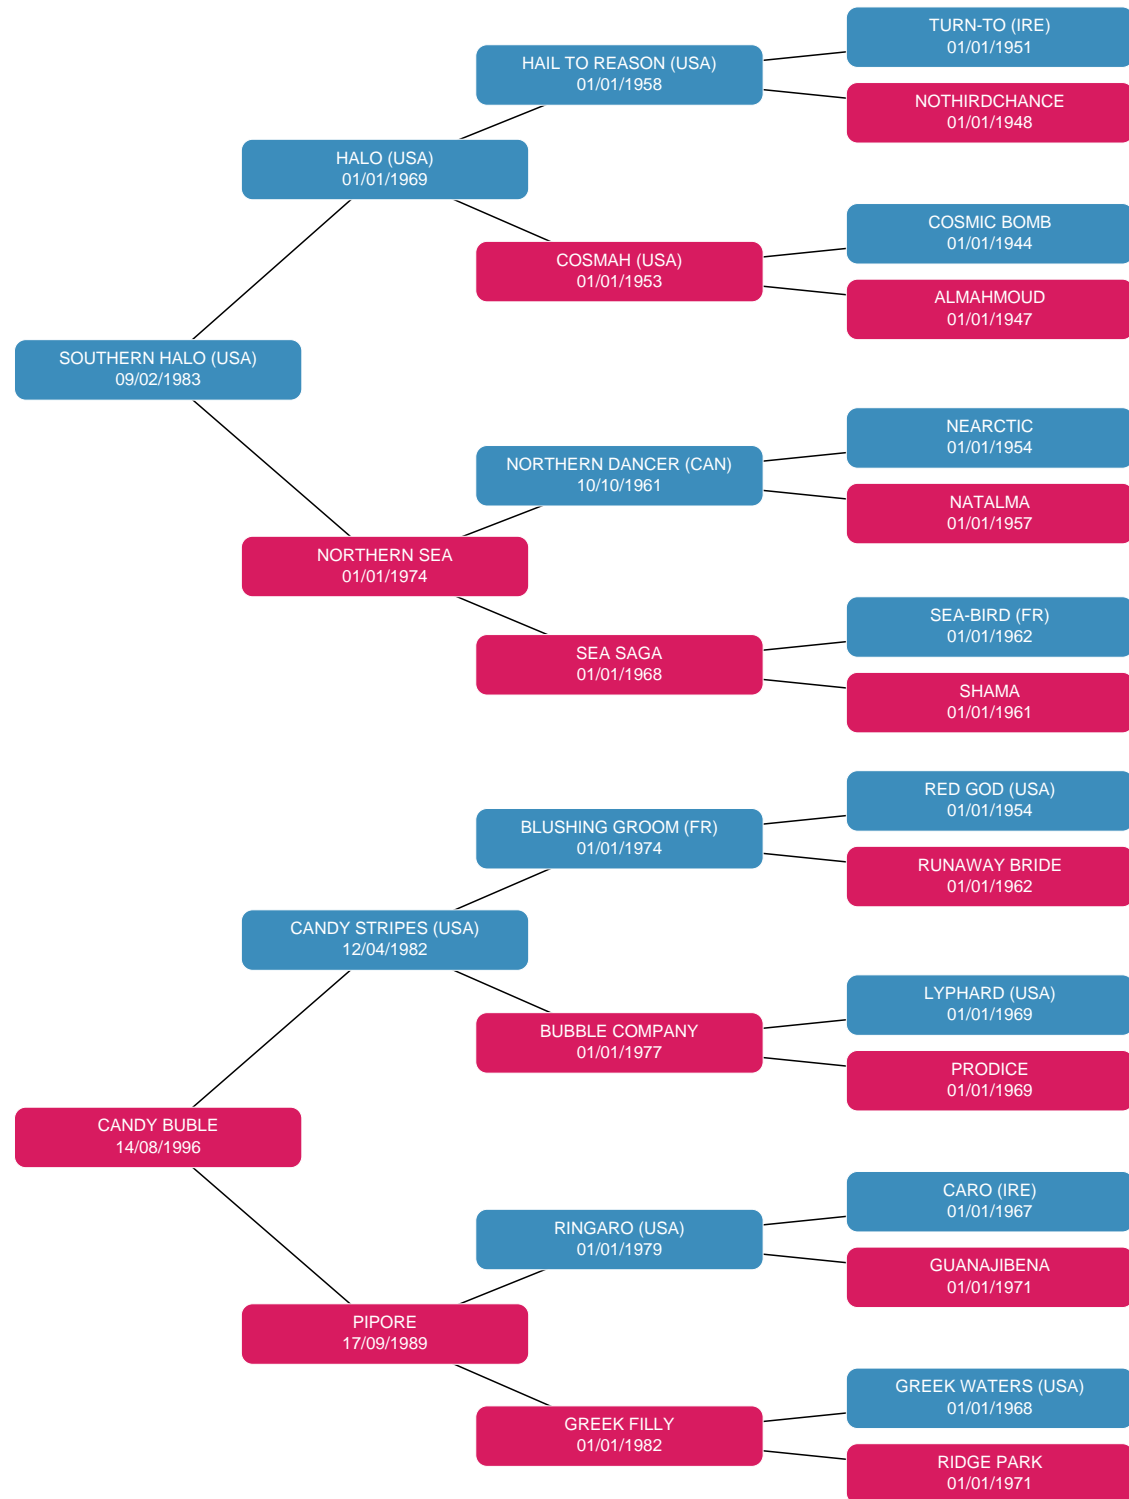 TURN-TO (IRE)
01/01/1951
HAIL TO REASON (USA)
01/01/1958
NOTHIRDCHANCE
01/01/1948
HALO (USA)
01/01/1969
COSMIC BOMB
01/01/1944
COSMAH (USA)
01/01/1953
ALMAHMOUD
01/01/1947
SOUTHERN HALO (USA)
09/02/1983
NEARCTIC
01/01/1954
NORTHERN DANCER (CAN)
10/10/1961
NATALMA
01/01/1957
NORTHERN SEA
01/01/1974
SEA-BIRD (FR)
01/01/1962
SEA SAGA
01/01/1968
SHAMA
01/01/1961
RED GOD (USA)
01/01/1954
BLUSHING GROOM (FR)
01/01/1974
RUNAWAY BRIDE
01/01/1962
CANDY STRIPES (USA)
12/04/1982
LYPHARD (USA)
01/01/1969
BUBBLE COMPANY
01/01/1977
PRODICE
01/01/1969
CANDY BUBLE
14/08/1996
CARO (IRE)
01/01/1967
RINGARO (USA)
01/01/1979
GUANAJIBENA
01/01/1971
PIPORE
17/09/1989
GREEK WATERS (USA)
01/01/1968
GREEK FILLY
01/01/1982
RIDGE PARK
01/01/1971